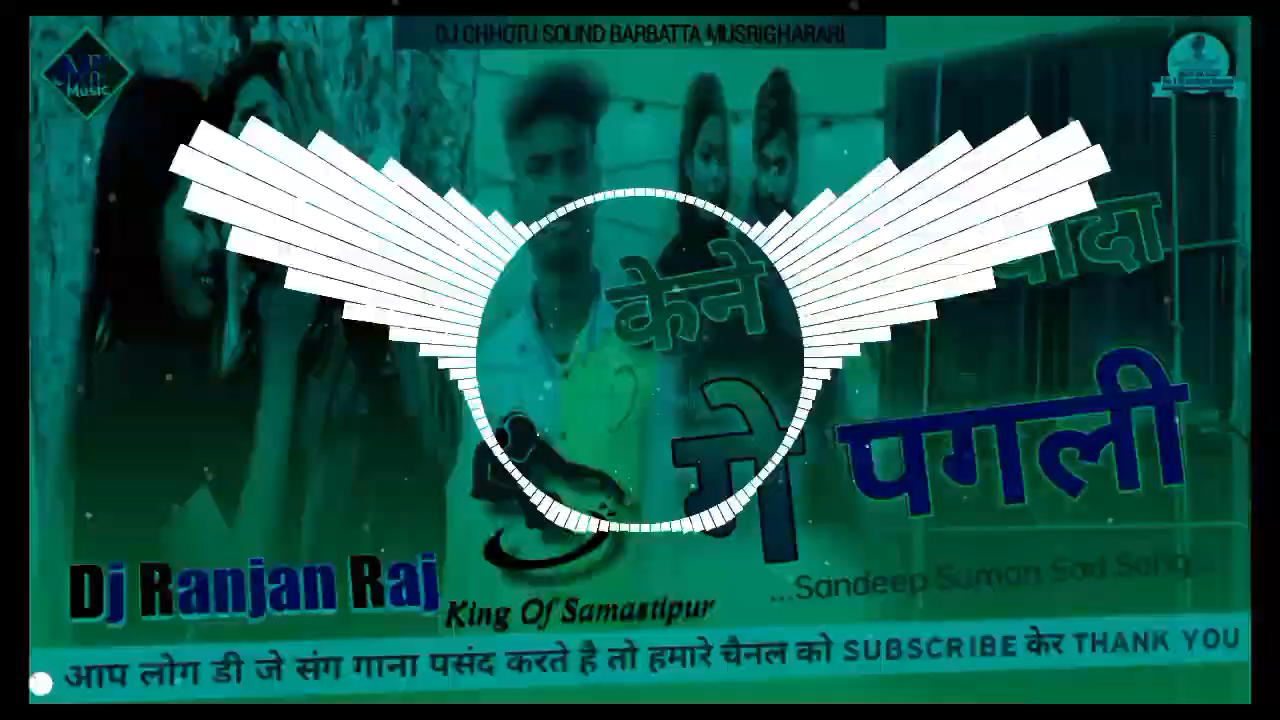 DJ CHHOTU SOUND BARBATTA MUSRIGHARARI
Music
केने
गे पगली
...Sandeep Suman Sad Song...
Dj Ranjan Raj
King Of Samastipur
आप लोग डी जे संग गाना पसंद करते है तो हमारे चैनल को SUBSCRIBE केर THANK YOU